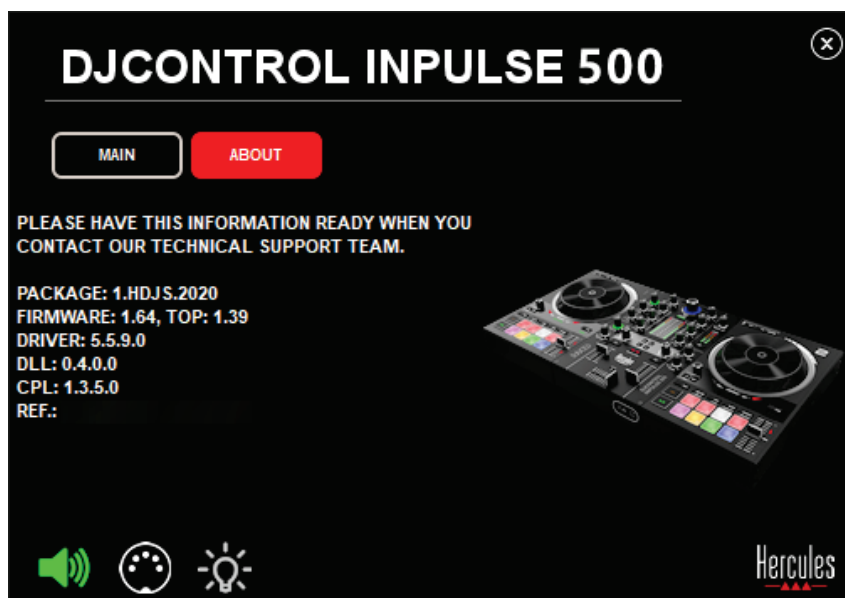 DJCONTROL INPULSE 500
MAIN
ABOUT
PLEASE HAVE THIS INFORMATION READY WHEN YOU
CONTACT OUR TECHNICAL SUPPORT TEAM.
PACKAGE: 1.HDJS.2020
FIRMWARE: 1.64, TOP: 1.39
DRIVER: 5.5.9.0
DLL: 0.4.0.0
CPL: 1.3.5.0
REF.:
Hercules